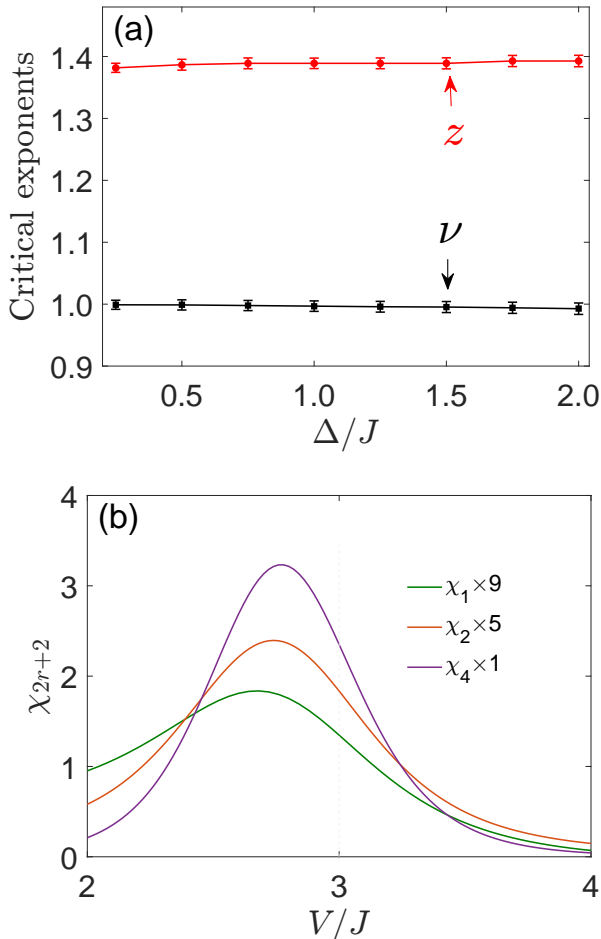 (a)
Critical exponents
1.4
1.3
1.2
1.1
1.0
0.9
z
ν
0.5
1.0
1.5
2.0
Δ/J
(b)
χ2r+2
4
3
2
1
0
χ1×9
χ2×5
χ4×1
2
3
4
V/J